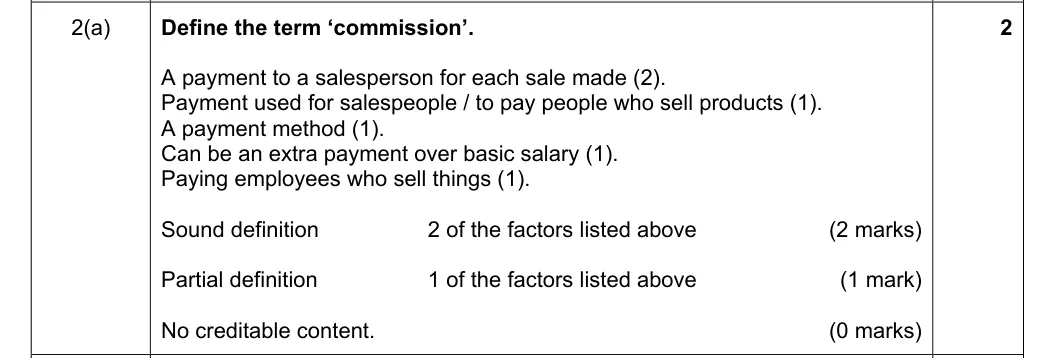 2(a) Define the term ‘commission’. 2
A payment to a salesperson for each sale made (2).
Payment used for salespeople / to pay people who sell products (1).
A payment method (1).
Can be an extra payment over basic salary (1).
Paying employees who sell things (1).
Sound definition 2 of the factors listed above (2 marks)
Partial definition 1 of the factors listed above (1 mark)
No creditable content. (0 marks)